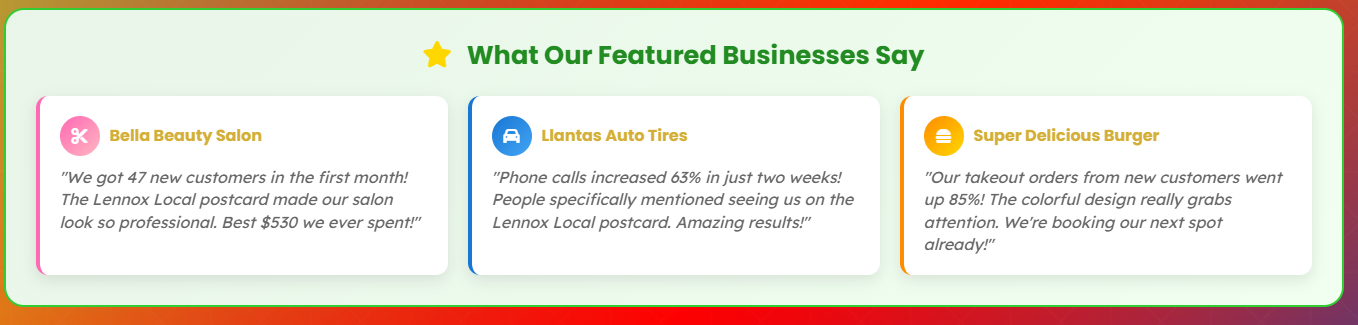 What Our Featured Businesses Say
Bella Beauty Salon
"We got 47 new customers in the first month!
The Lennox Local postcard made our salon
look so professional. Best $530 we ever spent!"
Llantas Auto Tires
"Phone calls increased 63% in just two weeks!
People specifically mentioned seeing us on the
Lennox Local postcard. Amazing results!"
Super Delicious Burger
"Our takeout orders from new customers went
up 85%! The colorful design really grabs
attention. We're booking our next spot
already!"